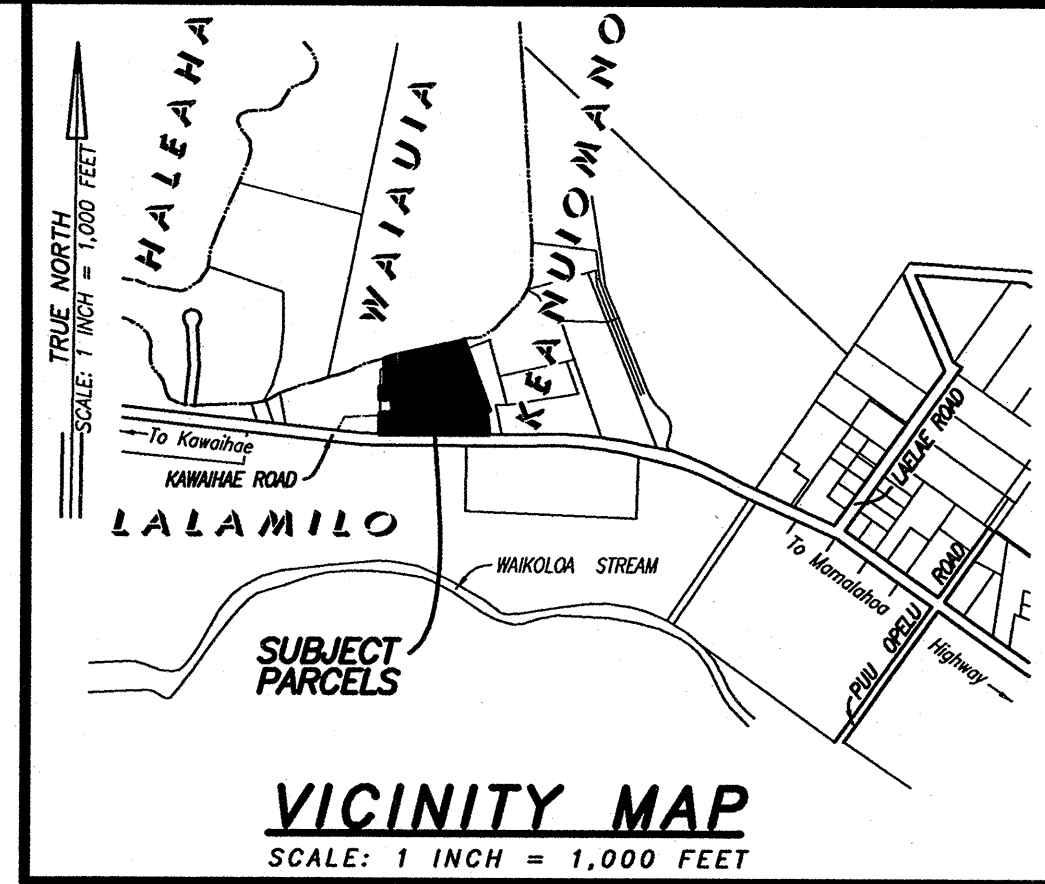 HALEAHA
WAIAUIA
KEANUIOMANO
TRUE NORTH
SCALE: 1 INCH = 1,000 FEET
To Kawaihae
KAWAIHAE ROAD
LALAMILO
WAIKOLOA STREAM
LAELAE ROAD
To Mamalahoa
Highway
PUU OPELU ROAD
SUBJECT
PARCELS
VICINITY MAP
SCALE: 1 INCH = 1,000 FEET